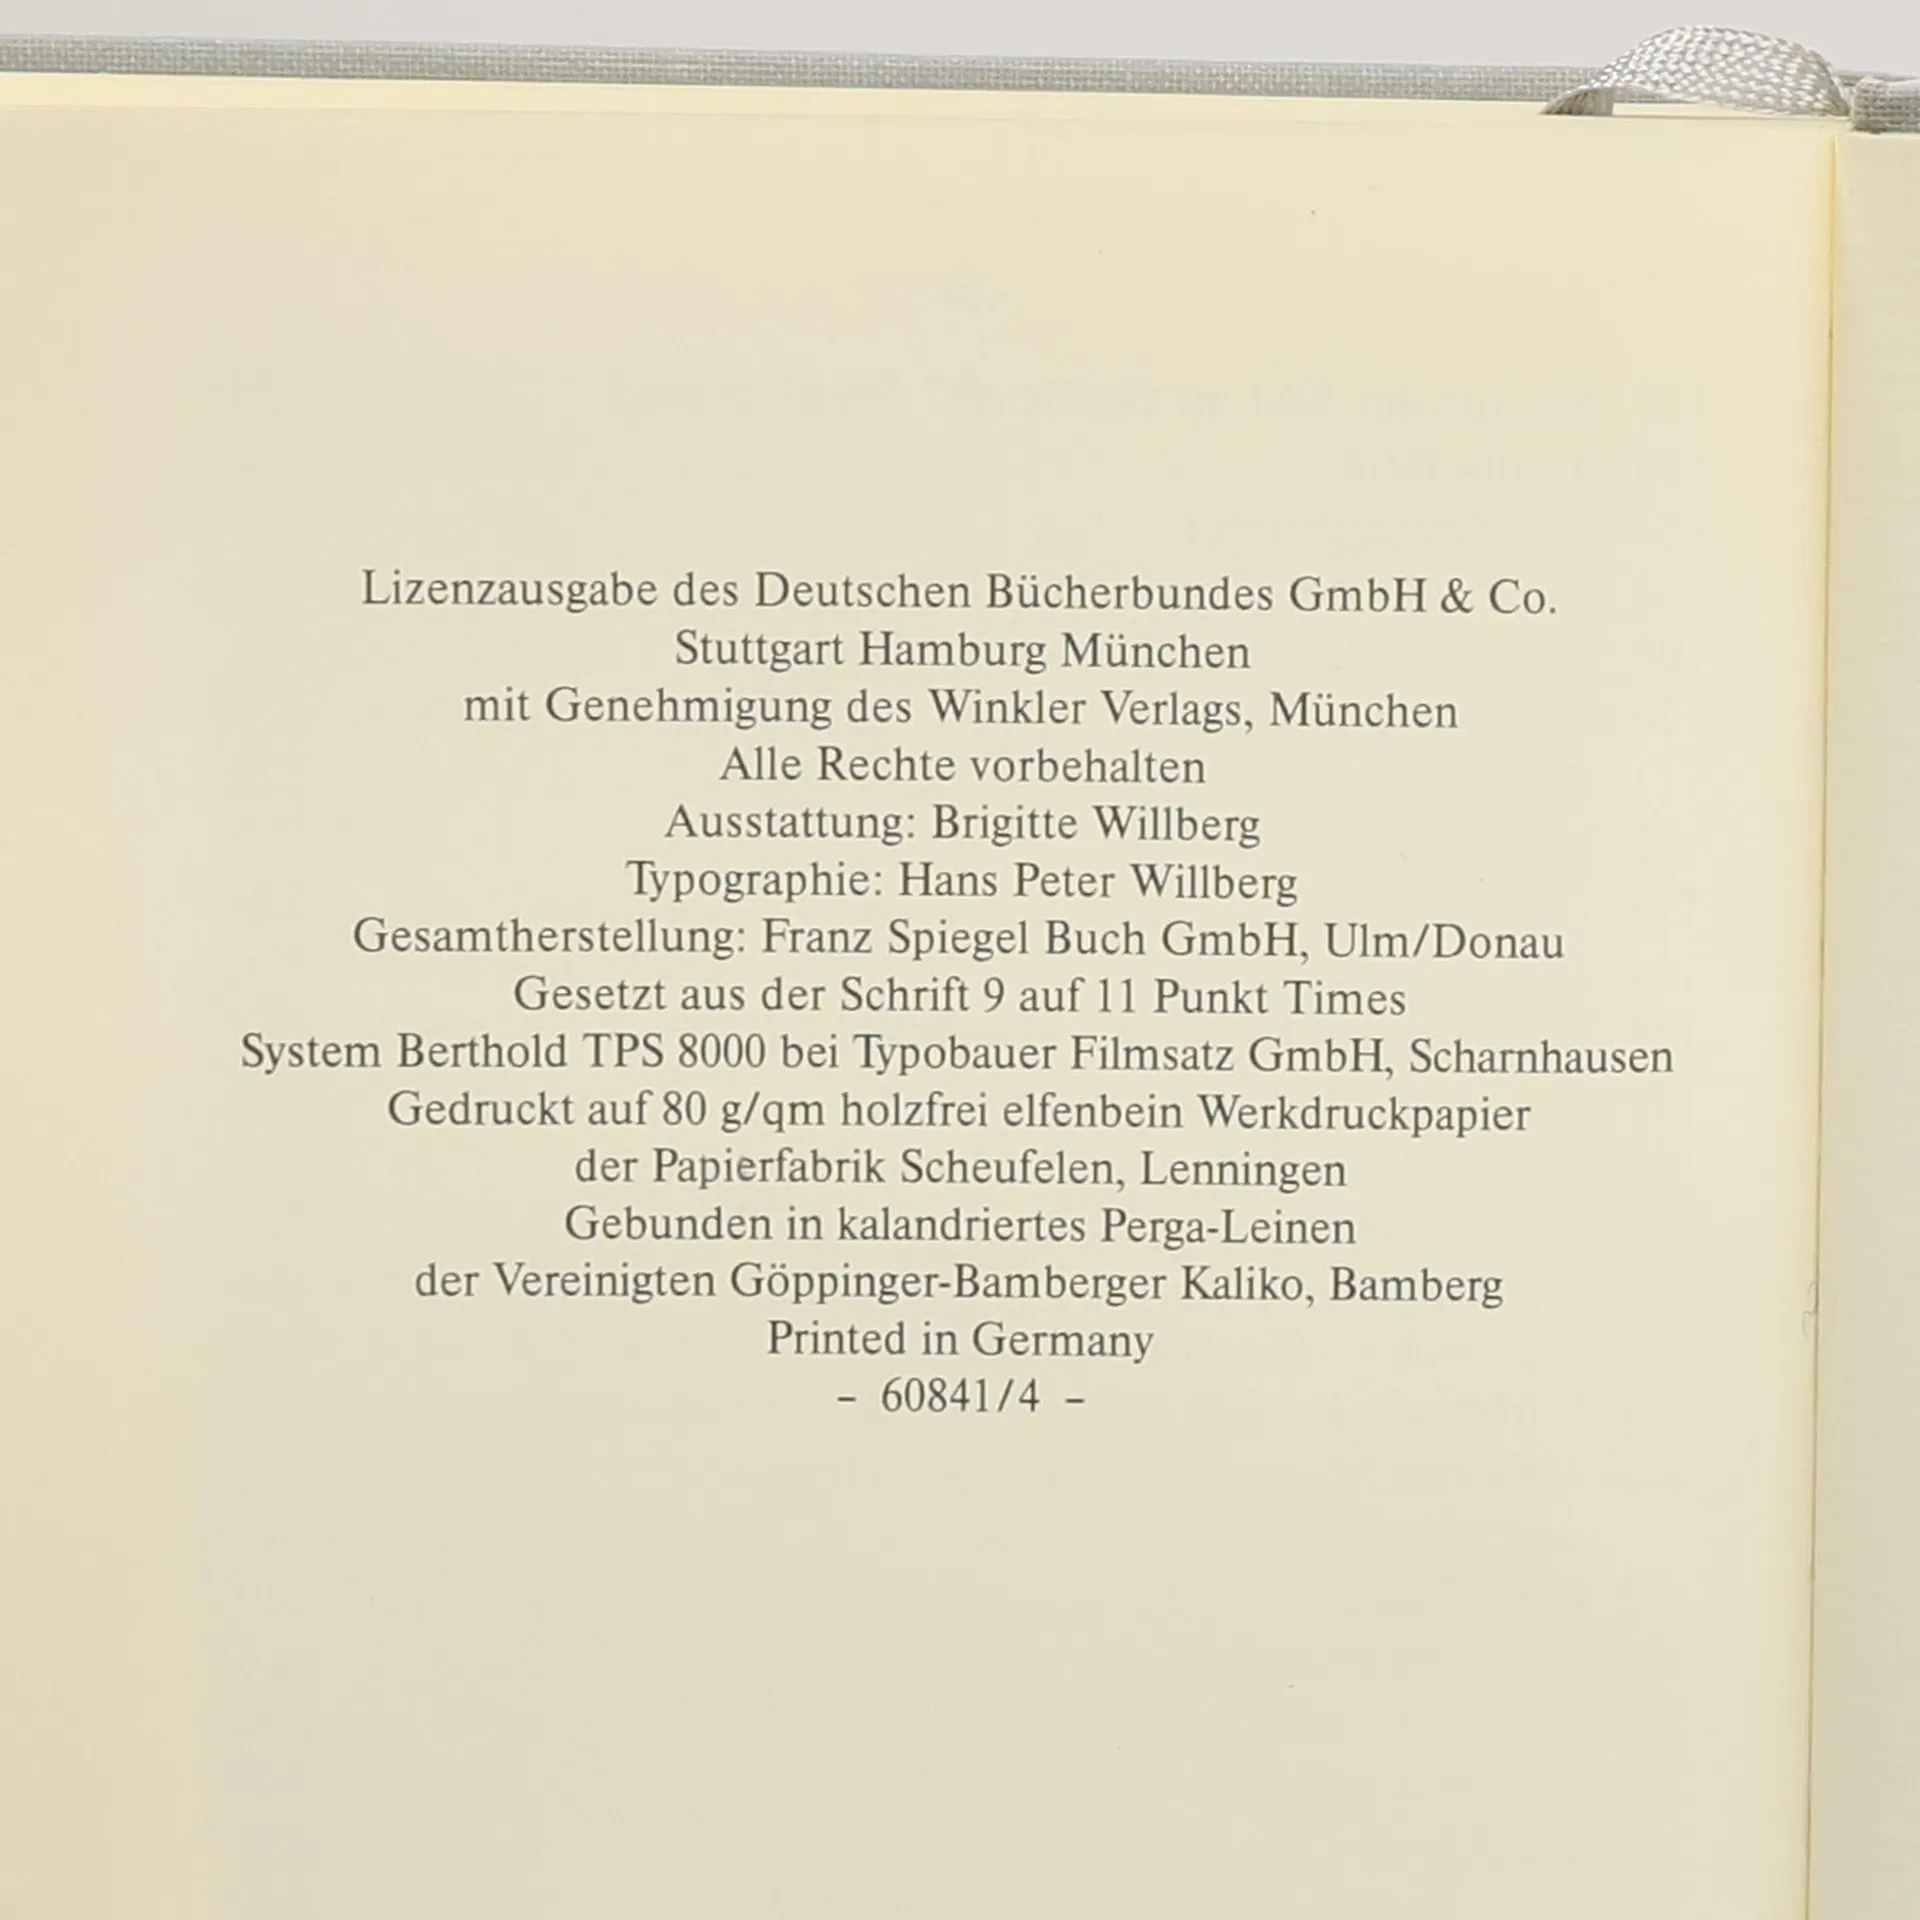 Lizenzausgabe des Deutschen Bücherbundes GmbH & Co.
Stuttgart Hamburg München
mit Genehmigung des Winkler Verlags, München
Alle Rechte vorbehalten
Ausstattung: Brigitte Willberg
Typographie: Hans Peter Willberg
Gesamtherstellung: Franz Spiegel Buch GmbH, Ulm/Donau
Gesetzt aus der Schrift 9 auf 11 Punkt Times
System Berthold TPS 8000 bei Typobauer Filmsatz GmbH, Scharnhausen
Gedruckt auf 80 g/qm holzfrei elfenbein Werkdruckpapier
der Papierfabrik Scheufelen, Lenningen
Gebunden in kalandriertes Perga-Leinen
der Vereinigten Göppinger-Bamberger Kaliko, Bamberg
Printed in Germany
– 60841/4 –